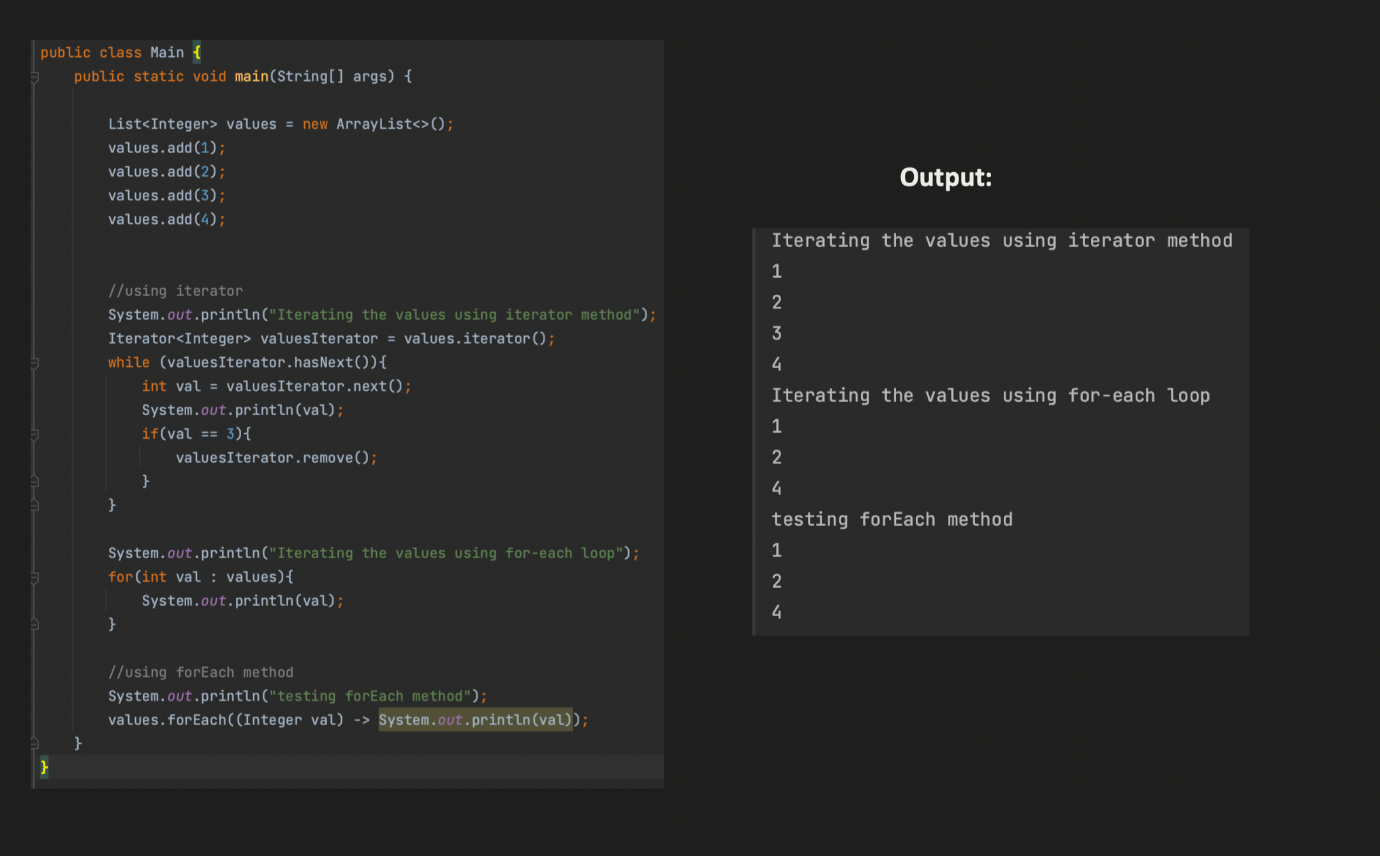 public class Main {
    public static void main(String[] args) {

        List<Integer> values = new ArrayList<>();
        values.add(1);
        values.add(2);
        values.add(3);
        values.add(4);


        //using iterator
        System.out.println("Iterating the values using iterator method");
        Iterator<Integer> valuesIterator = values.iterator();
        while (valuesIterator.hasNext()){
            int val = valuesIterator.next();
            System.out.println(val);
            if(val == 3){
                valuesIterator.remove();
            }
        }

        System.out.println("Iterating the values using for-each loop");
        for(int val : values){
            System.out.println(val);
        }

        //using forEach method
        System.out.println("testing forEach method");
        values.forEach((Integer val) -> System.out.println(val));
    }
}
Output:
Iterating the values using iterator method
1
2
3
4
Iterating the values using for-each loop
1
2
4
testing forEach method
1
2
4